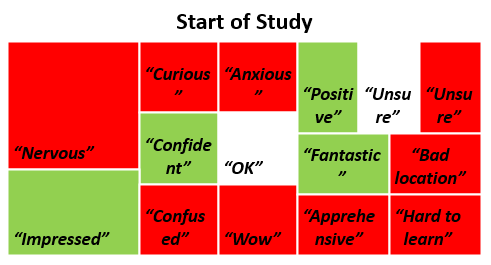 Start of Study
“Nervous”
“Impressed”
“Curious
”
“Confide
nt”
“Confus
ed”
“Anxious
”
“OK”
“Wow”
“Positi
ve”
“Unsu
re”
“Unsu
re”
“Fantastic
”
“Bad
location”
“Apprehe
nsive”
“Hard to
learn”